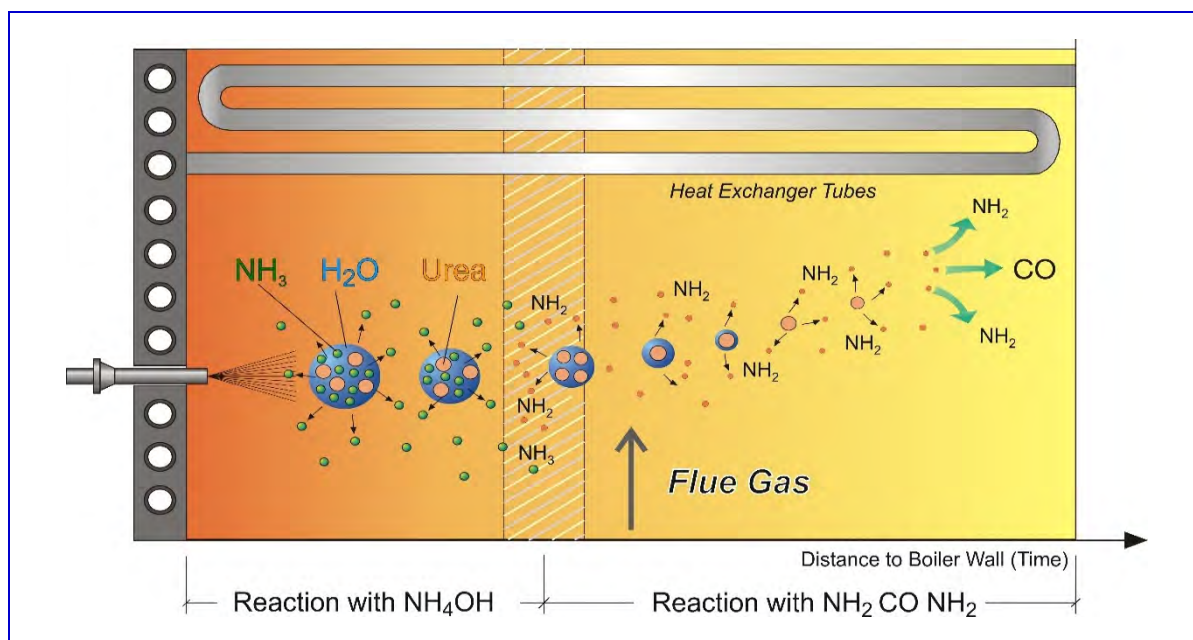 Heat Exchanger Tubes
NH₂
NH₃
H₂O
Urea
CO
NH₂
NH₂
NH₂
NH₂
NH₂
NH₂
NH₂
NH₃
Flue Gas
Distance to Boiler Wall (Time)
Reaction with NH₄OH
Reaction with NH₂ CO NH₂